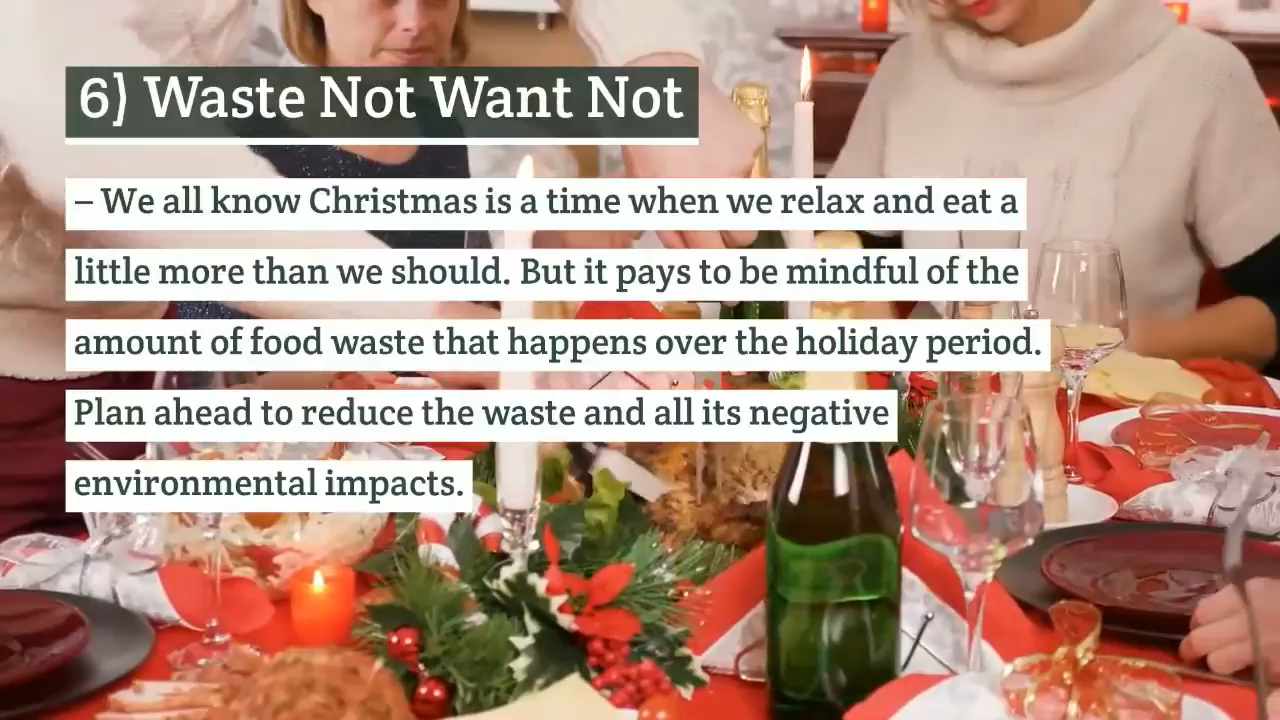 6) Waste Not Want Not
– We all know Christmas is a time when we relax and eat a
little more than we should. But it pays to be mindful of the
amount of food waste that happens over the holiday period.
Plan ahead to reduce the waste and all its negative
environmental impacts.